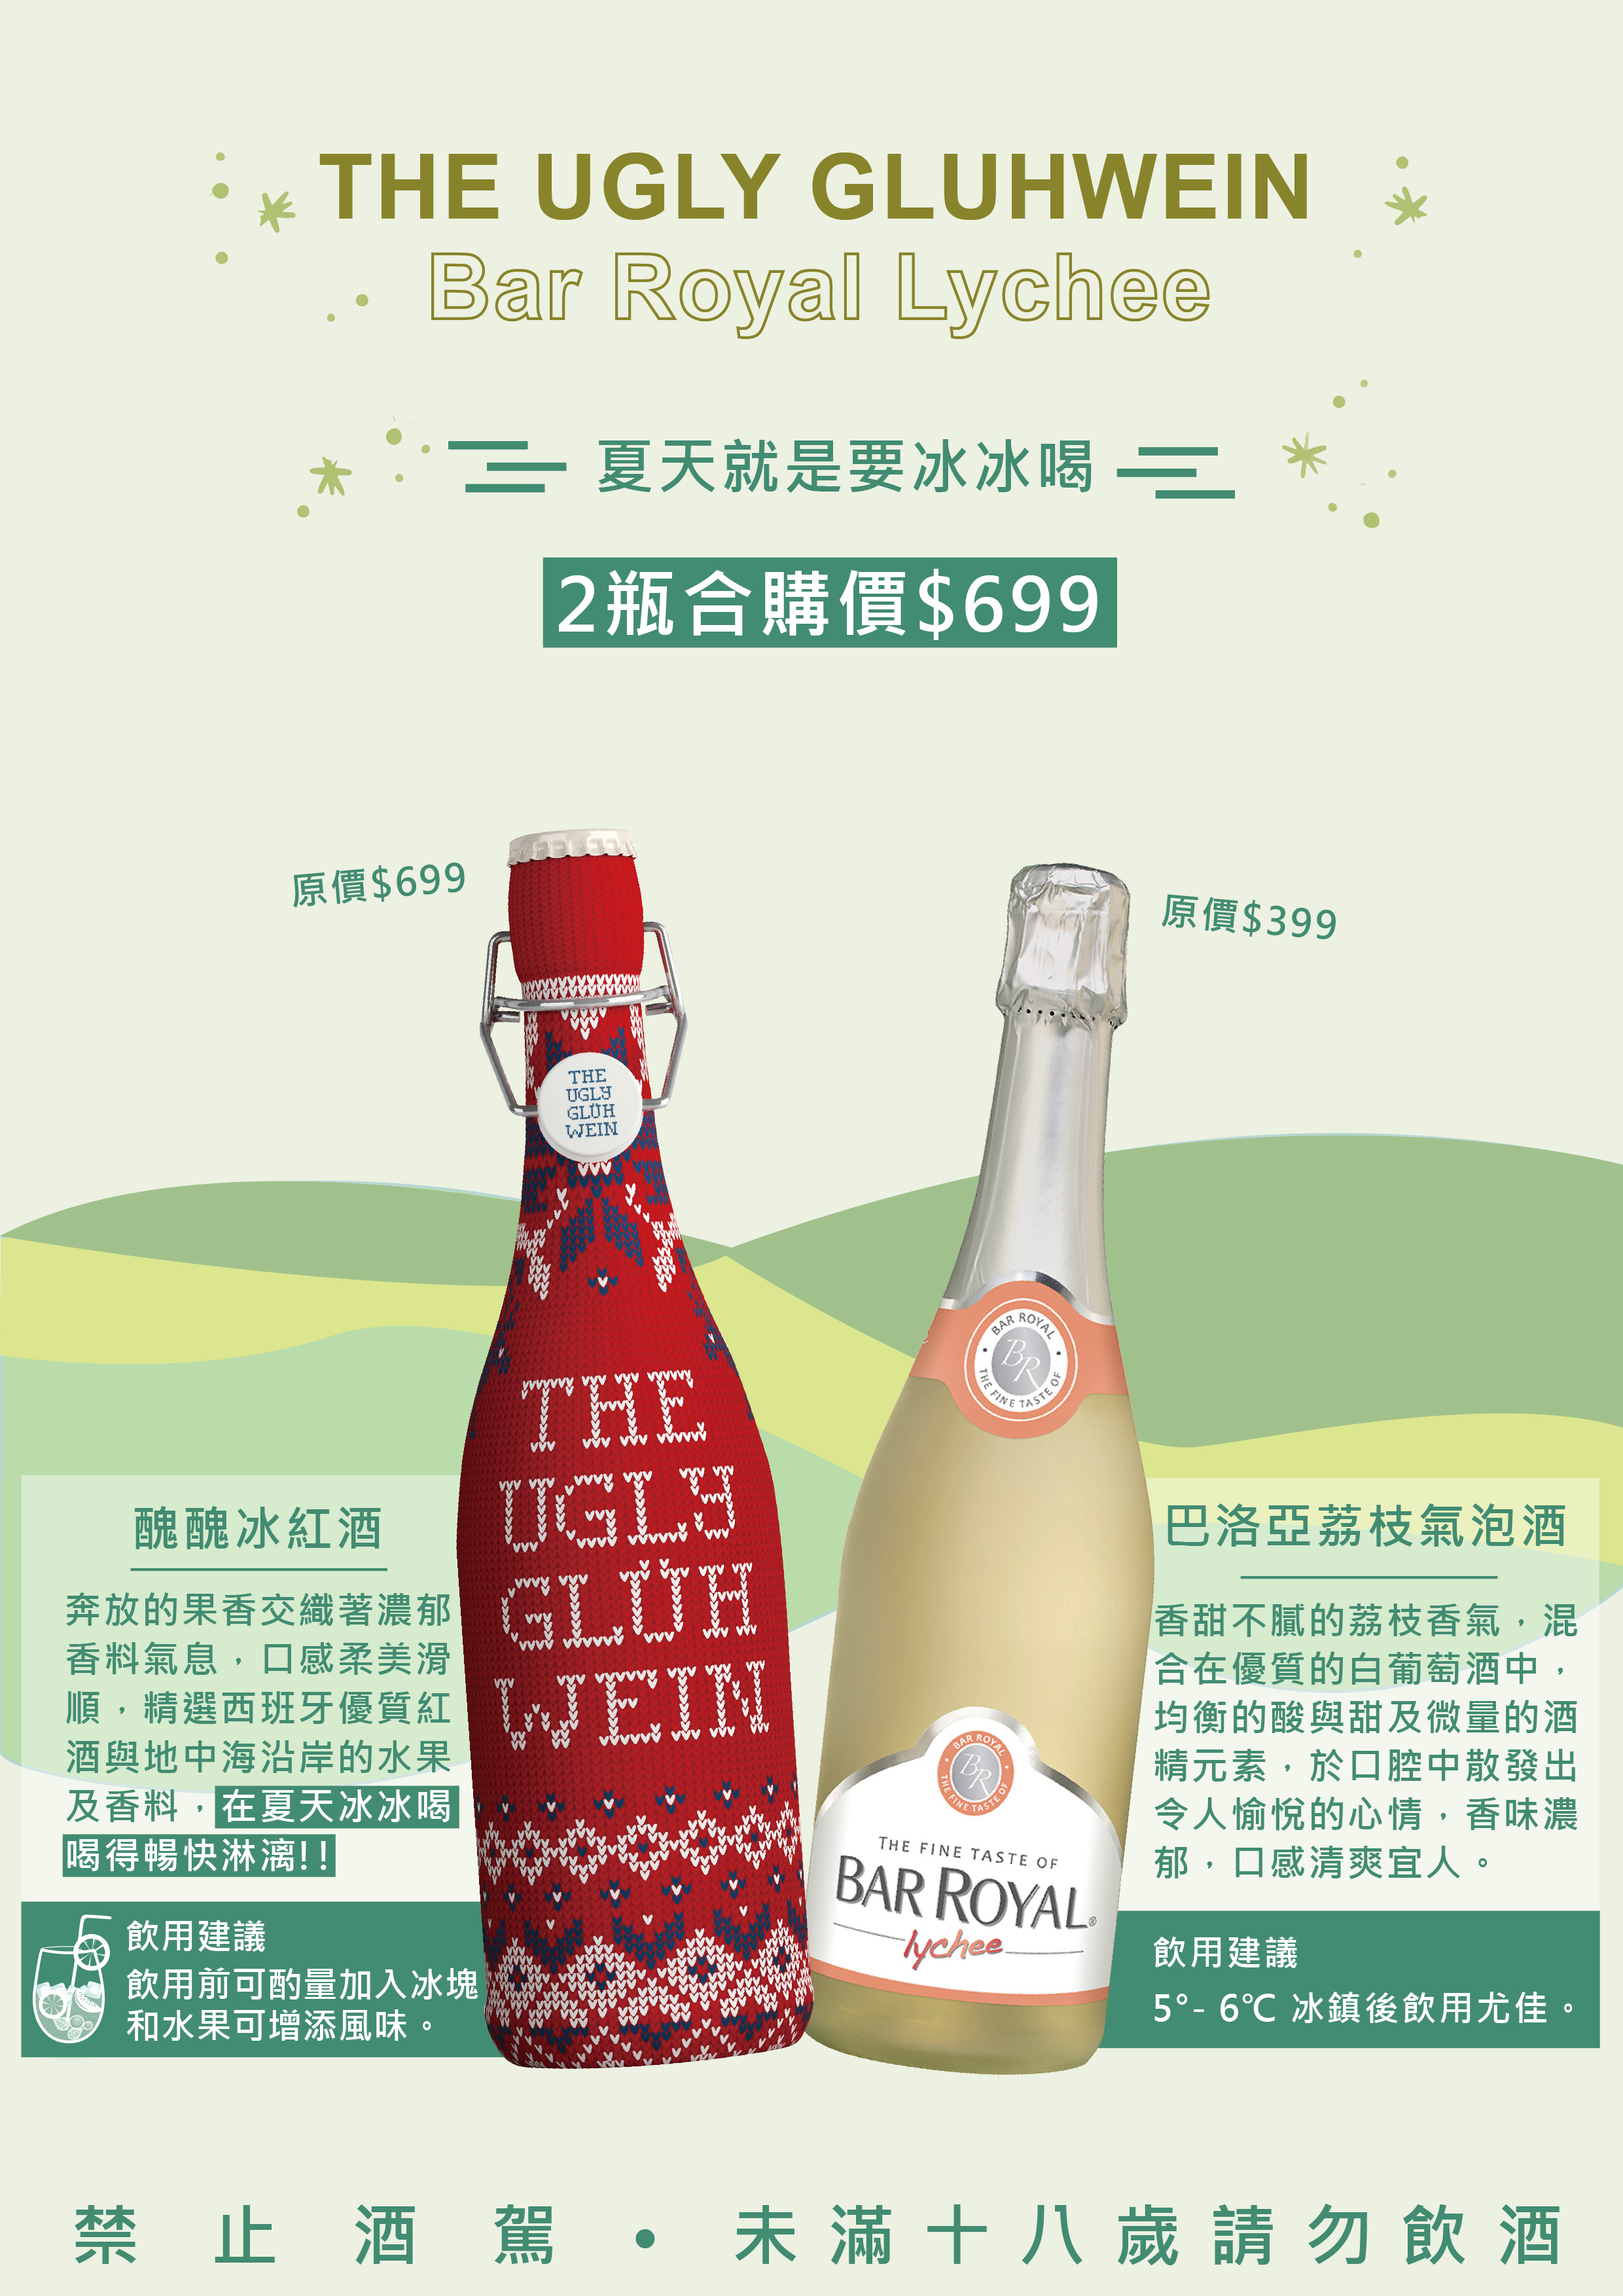 THE UGLY GLUHWEIN
Bar Royal Lychee
夏天就是要冰冰喝
2瓶合購價$699
原價$699
原價$399
THE
UGLY
GLÜH
WEIN
BAR ROYAL
BR
THE FINE TASTE OF
THE
UGLY
GLÜH
WEIN
醜醜冰紅酒
奔放的果香交織著濃郁
香料氣息，口感柔美滑
順，精選西班牙優質紅
酒與地中海沿岸的水果
及香料，在夏天冰冰喝
喝得暢快淋漓!!
飲用建議
飲用前可酌量加入冰塊
和水果可增添風味。
BAR ROYAL
BR
THE FINE TASTE OF
THE FINE TASTE OF
BAR ROYAL®
lychee
巴洛亞荔枝氣泡酒
香甜不膩的荔枝香氣，混
合在優質的白葡萄酒中，
均衡的酸與甜及微量的酒
精元素，於口腔中散發出
令人愉悅的心情，香味濃
郁，口感清爽宜人。
飲用建議
5°- 6℃ 冰鎮後飲用尤佳。
禁止酒駕•未滿十八歲請勿飲酒